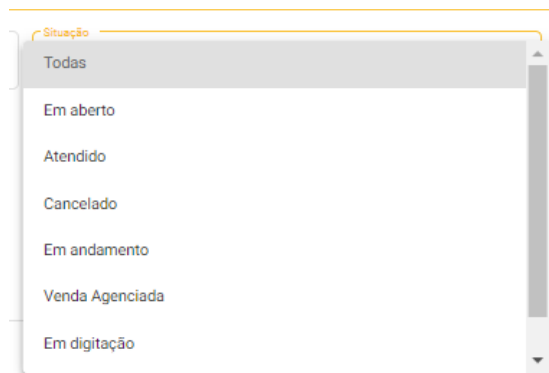 Situação
Todas
Em aberto
Atendido
Cancelado
Em andamento
Venda Agenciada
Em digitação